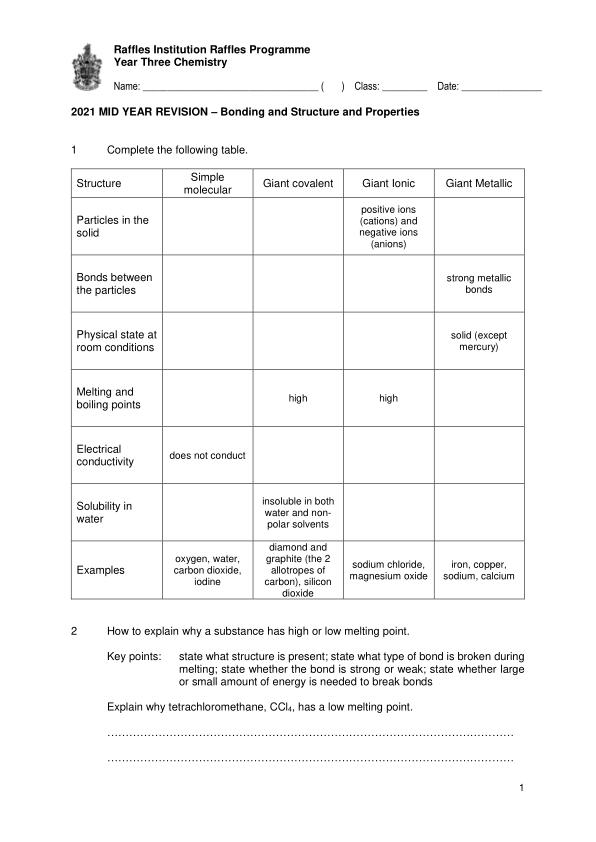 Raffles Institution Raffles Programme
Year Three Chemistry
Name: ________________________________ (      )   Class: ________   Date: _______________
2021 MID YEAR REVISION – Bonding and Structure and Properties
1 Complete the following table.
Structure
Simple
molecular
Giant covalent
Giant Ionic
Giant Metallic
Particles in the
solid
positive ions
(cations) and
negative ions
(anions)
Bonds between
the particles
strong metallic
bonds
Physical state at
room conditions
solid (except
mercury)
Melting and
boiling points
high
high
Electrical
conductivity
does not conduct
Solubility in
water
insoluble in both
water and non-
polar solvents
Examples
oxygen, water,
carbon dioxide,
iodine
diamond and
graphite (the 2
allotropes of
carbon), silicon
dioxide
sodium chloride,
magnesium oxide
iron, copper,
sodium, calcium
2 How to explain why a substance has high or low melting point.
Key points: state what structure is present; state what type of bond is broken during
melting; state whether the bond is strong or weak; state whether large
or small amount of energy is needed to break bonds
Explain why tetrachloromethane, CCl₄, has a low melting point.
……………………………………………………………………………………………………
……………………………………………………………………………………………………
1